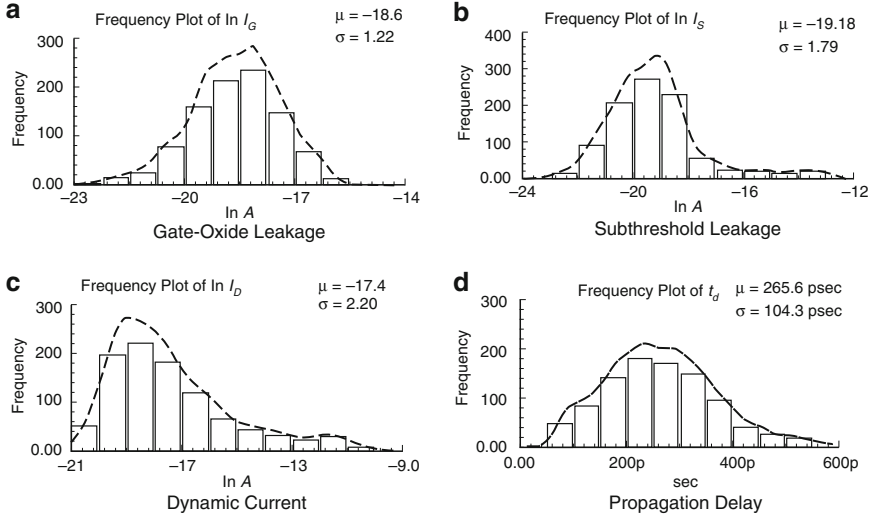 a
Frequency Plot of ln I_G
μ = –18.6
σ = 1.22
300
200
100
0.00
Frequency
–23
–20
–17
–14
ln A
Gate-Oxide Leakage
b
Frequency Plot of ln I_S
μ = –19.18
σ = 1.79
400
300
200
100
0.00
Frequency
–24
–20
–16
–12
ln A
Subthreshold Leakage
c
Frequency Plot of ln I_D
μ = –17.4
σ = 2.20
300
200
100
0.00
Frequency
–21
–17
–13
–9.0
ln A
Dynamic Current
d
Frequency Plot of t_d
μ = 265.6 psec
σ = 104.3 psec
300
200
100
0.00
Frequency
0.00
200p
400p
600p
sec
Propagation Delay